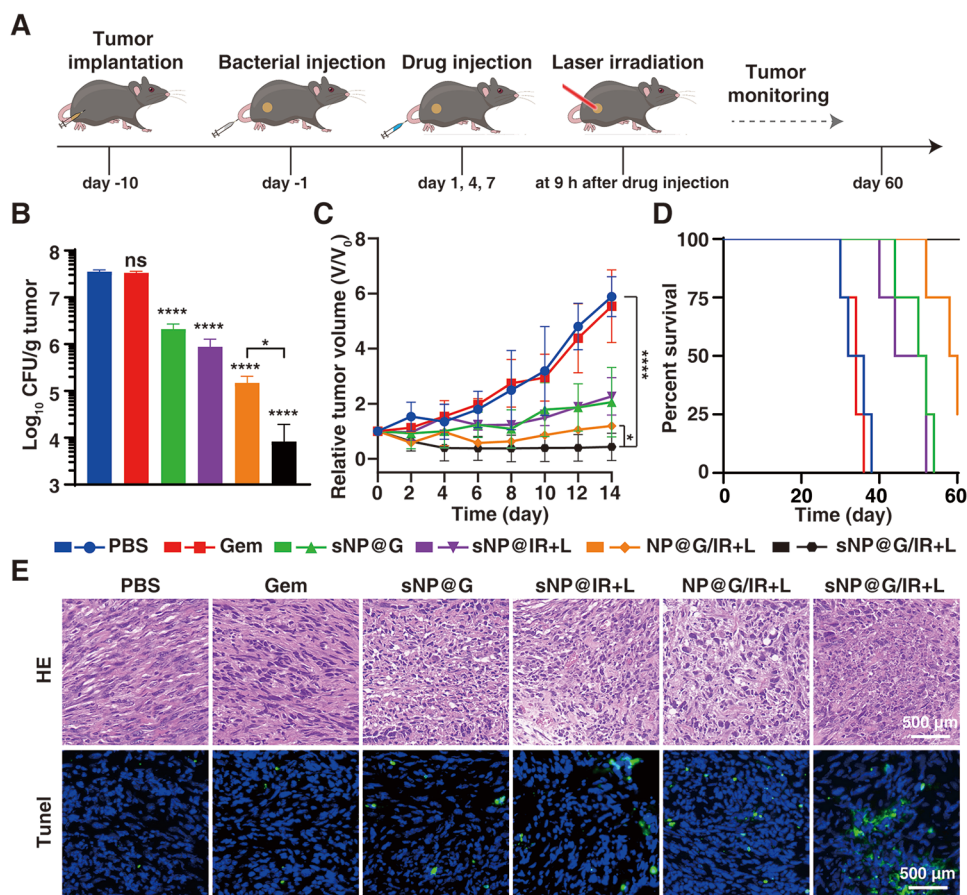 A
Tumor
implantation
Bacterial injection
Drug injection
Laser irradiation
Tumor
monitoring
day -10
day -1
day 1, 4, 7
at 9 h after drug injection
day 60
B
Log₁₀ CFU/g tumor
8
7
6
5
4
3
ns
****
****
****
*
****
C
Relative tumor volume (V/V₀)
8
6
4
2
0
0
2
4
6
8
10
12
14
Time (day)
****
*
D
Percent survival
100
75
50
25
0
0
20
40
60
Time (day)
PBS
Gem
sNP@G
sNP@IR+L
NP@G/IR+L
sNP@G/IR+L
E
PBS
Gem
sNP@G
sNP@IR+L
NP@G/IR+L
sNP@G/IR+L
HE
500 μm
Tunel
500 μm